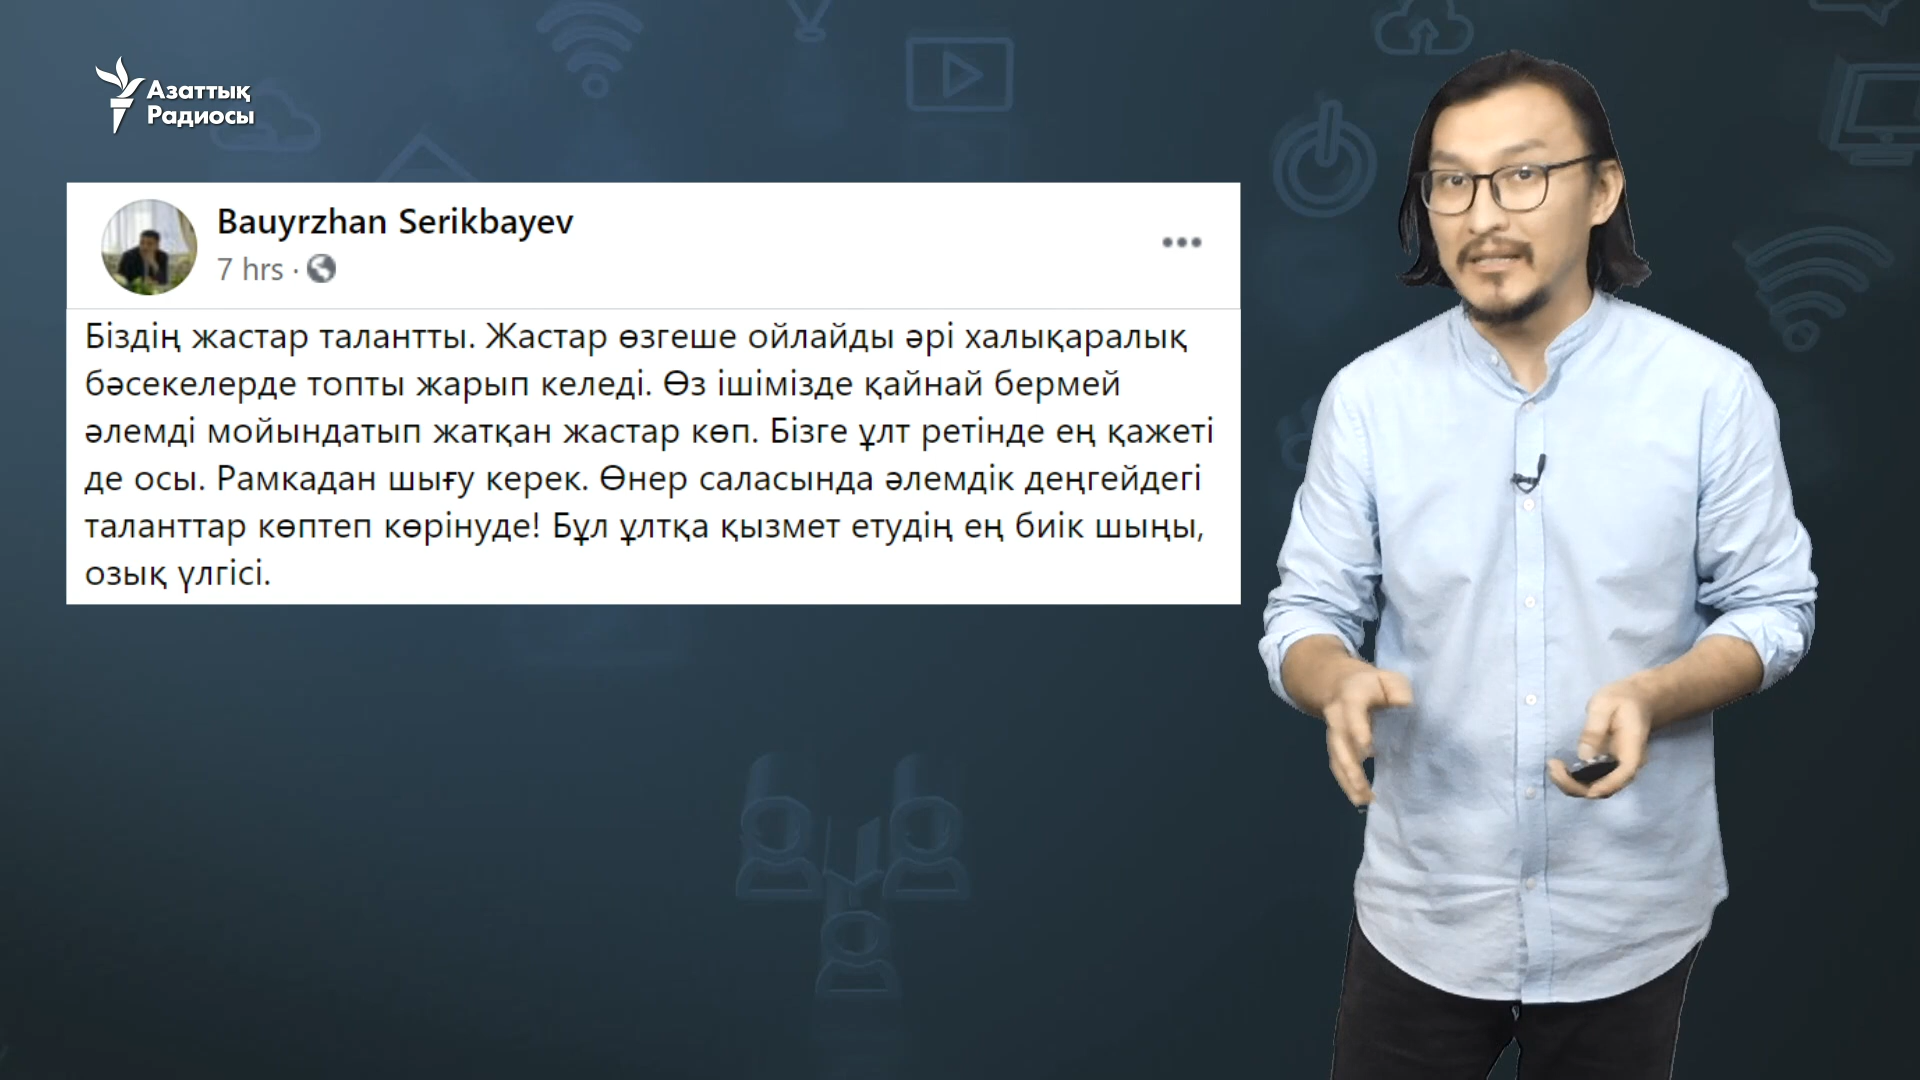 Азаттық
Радиосы
Bauyrzhan Serikbayev
7 hrs ·
Біздің жастар талантты. Жастар өзгеше ойлайды әрі халықаралық
бәсекелерде топты жарып келеді. Өз ішімізде қайнай бермей
әлемді мойындатып жатқан жастар көп. Бізге ұлт ретінде ең қажеті
де осы. Рамкадан шығу керек. Өнер саласында әлемдік деңгейдегі
таланттар көптеп көрінуде! Бұл ұлтқа қызмет етудің ең биік шыңы,
озық үлгісі.